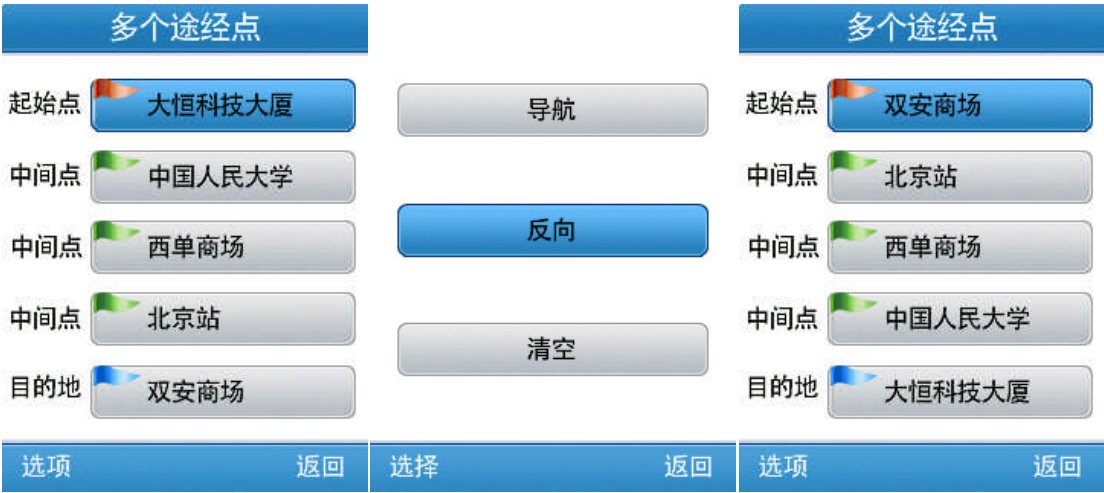 多个途经点
起始点 大恒科技大厦
中间点 中国人民大学
中间点 西单商场
中间点 北京站
目的地 双安商场
选项 返回
导航
反向
清空
选择 返回
多个途经点
起始点 双安商场
中间点 北京站
中间点 西单商场
中间点 中国人民大学
目的地 大恒科技大厦
选项 返回